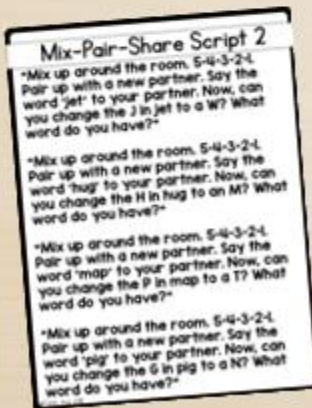 Mix-Pair-Share Script 2
"Mix up around the room. 5-4-3-2-1.
Pair up with a new partner. Say the
word 'jet' to your partner. Now, can
you change the J in jet to a W? What
word do you have?"
"Mix up around the room. 5-4-3-2-1.
Pair up with a new partner. Say the
word 'hug' to your partner. Now, can
you change the H in hug to an M? What
word do you have?"
"Mix up around the room. 5-4-3-2-1.
Pair up with a new partner. Say the
word 'map' to your partner. Now, can
you change the P in map to a T? What
word do you have?"
"Mix up around the room. 5-4-3-2-1.
Pair up with a new partner. Say the
word 'pig' to your partner. Now, can
you change the G in pig to a N? What
word do you have?"